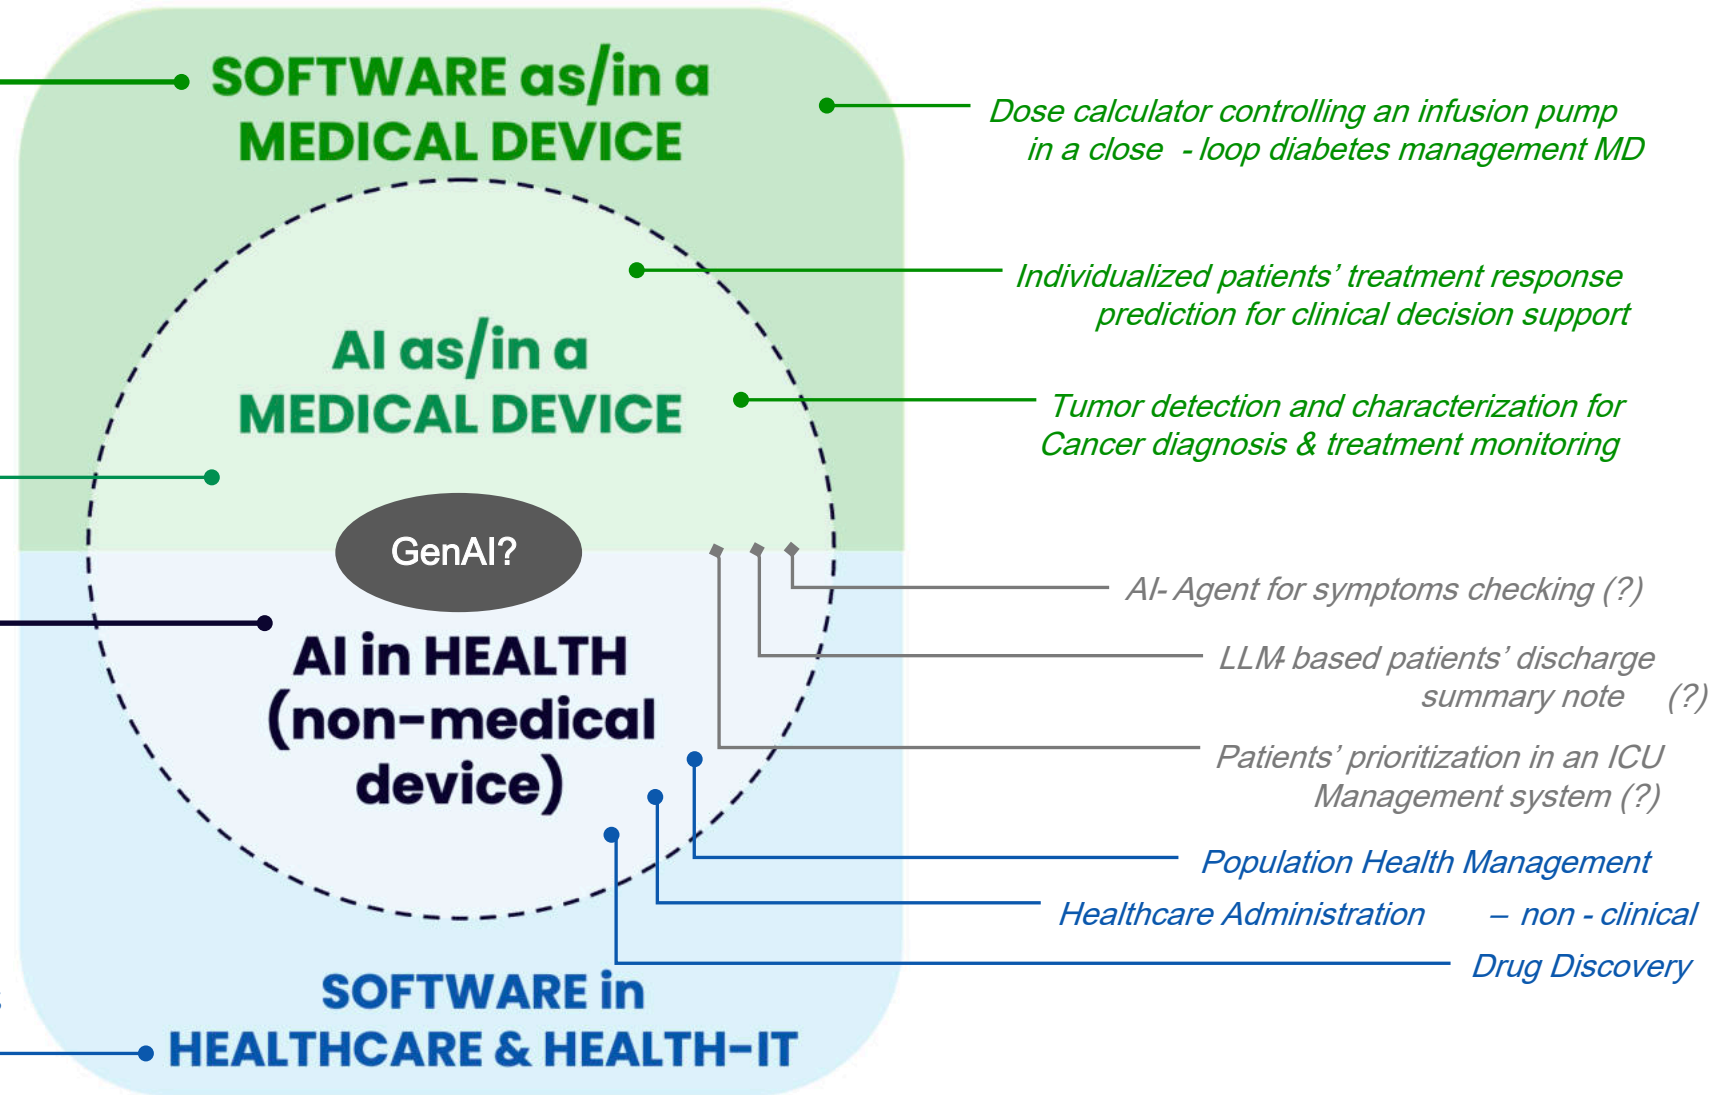 SOFTWARE as/in a
MEDICAL DEVICE
Dose calculator controlling an infusion pump
in a close - loop diabetes management MD
Individualized patients’ treatment response
prediction for clinical decision support
AI as/in a
MEDICAL DEVICE
Tumor detection and characterization for
Cancer diagnosis & treatment monitoring
GenAI?
AI- Agent for symptoms checking (?)
LLM- based patients’ discharge
summary note (?)
AI in HEALTH
(non-medical
device)
Patients’ prioritization in an ICU
Management system (?)
Population Health Management
Healthcare Administration – non - clinical
Drug Discovery
SOFTWARE in
HEALTHCARE & HEALTH-IT